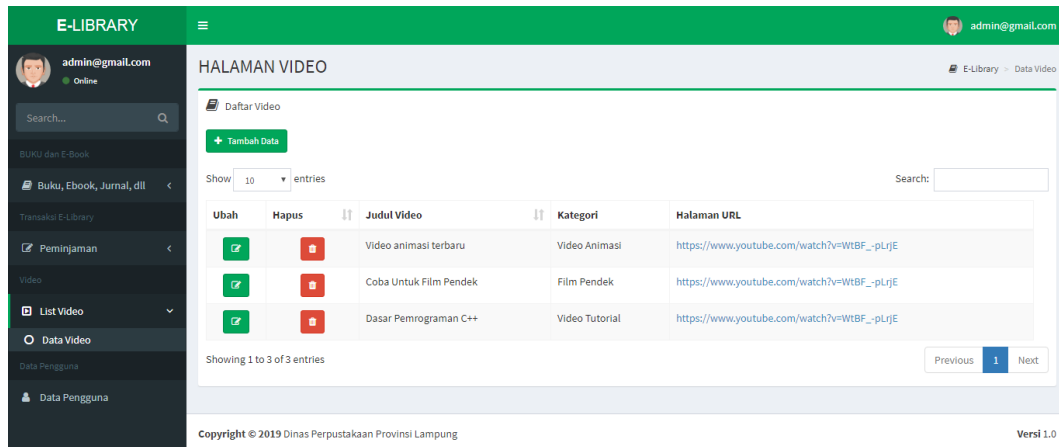 E-LIBRARY
admin@gmail.com
admin@gmail.com
Online
Search...
BUKU dan E-Book
Buku, Ebook, Jurnal, dll
Transaksi E-Library
Peminjaman
Video
List Video
Data Video
Data Pengguna
Data Pengguna
HALAMAN VIDEO
E-Library > Data Video
Daftar Video
+ Tambah Data
Show 10 entries
Search:
Ubah Hapus Judul Video Kategori Halaman URL
Video animasi terbaru Video Animasi https://www.youtube.com/watch?v=WtBF_-pLrjE
Coba Untuk Film Pendek Film Pendek https://www.youtube.com/watch?v=WtBF_-pLrjE
Dasar Pemrograman C++ Video Tutorial https://www.youtube.com/watch?v=WtBF_-pLrjE
Showing 1 to 3 of 3 entries
Previous 1 Next
Copyright © 2019 Dinas Perpustakaan Provinsi Lampung
Versi 1.0